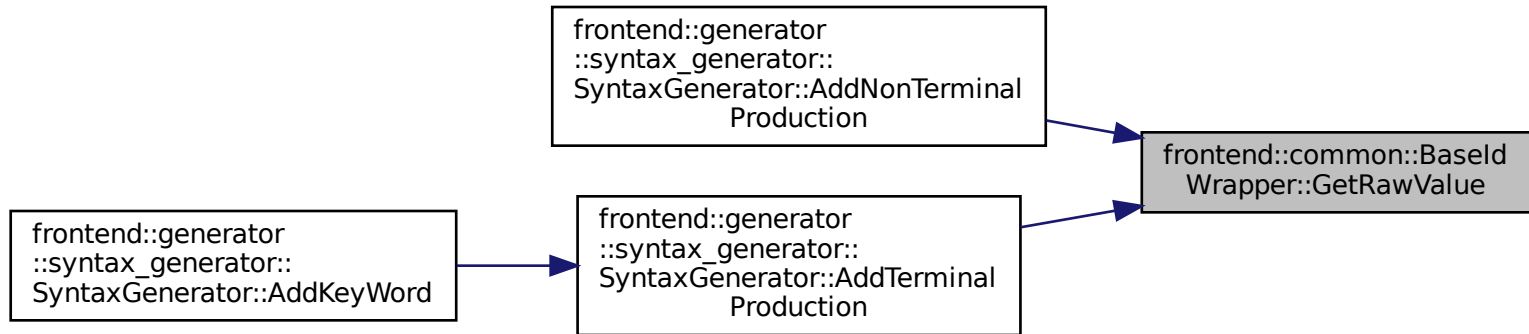 frontend::generator
::syntax_generator::
SyntaxGenerator::AddNonTerminal
Production
frontend::common::BaseId
Wrapper::GetRawValue
frontend::generator
::syntax_generator::
SyntaxGenerator::AddTerminal
Production
frontend::generator
::syntax_generator::
SyntaxGenerator::AddKeyWord